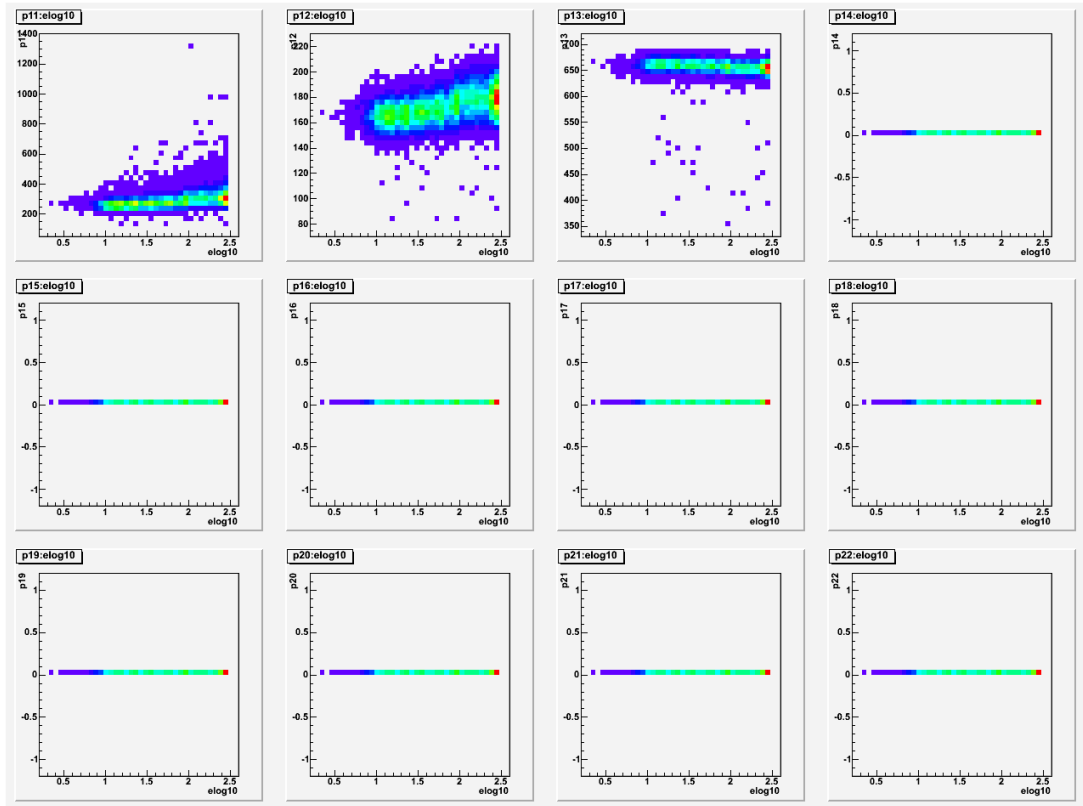 p11:elog10
p12:elog10
p13:elog10
p14:elog10
p11
1400
1200
1000
800
600
400
200
0.5 1 1.5 2 2.5
elog10
p12
220
200
180
160
140
120
100
80
0.5 1 1.5 2 2.5
elog10
p13
700
650
600
550
500
450
400
350
0.5 1 1.5 2 2.5
elog10
p14
1
0.5
0
-0.5
-1
0.5 1 1.5 2 2.5
elog10
p15:elog10
p16:elog10
p17:elog10
p18:elog10
p15
1
0.5
0
-0.5
-1
0.5 1 1.5 2 2.5
elog10
p16
1
0.5
0
-0.5
-1
0.5 1 1.5 2 2.5
elog10
p17
1
0.5
0
-0.5
-1
0.5 1 1.5 2 2.5
elog10
p18
1
0.5
0
-0.5
-1
0.5 1 1.5 2 2.5
elog10
p19:elog10
p20:elog10
p21:elog10
p22:elog10
p19
1
0.5
0
-0.5
-1
0.5 1 1.5 2 2.5
elog10
p20
1
0.5
0
-0.5
-1
0.5 1 1.5 2 2.5
elog10
p21
1
0.5
0
-0.5
-1
0.5 1 1.5 2 2.5
elog10
p22
1
0.5
0
-0.5
-1
0.5 1 1.5 2 2.5
elog10